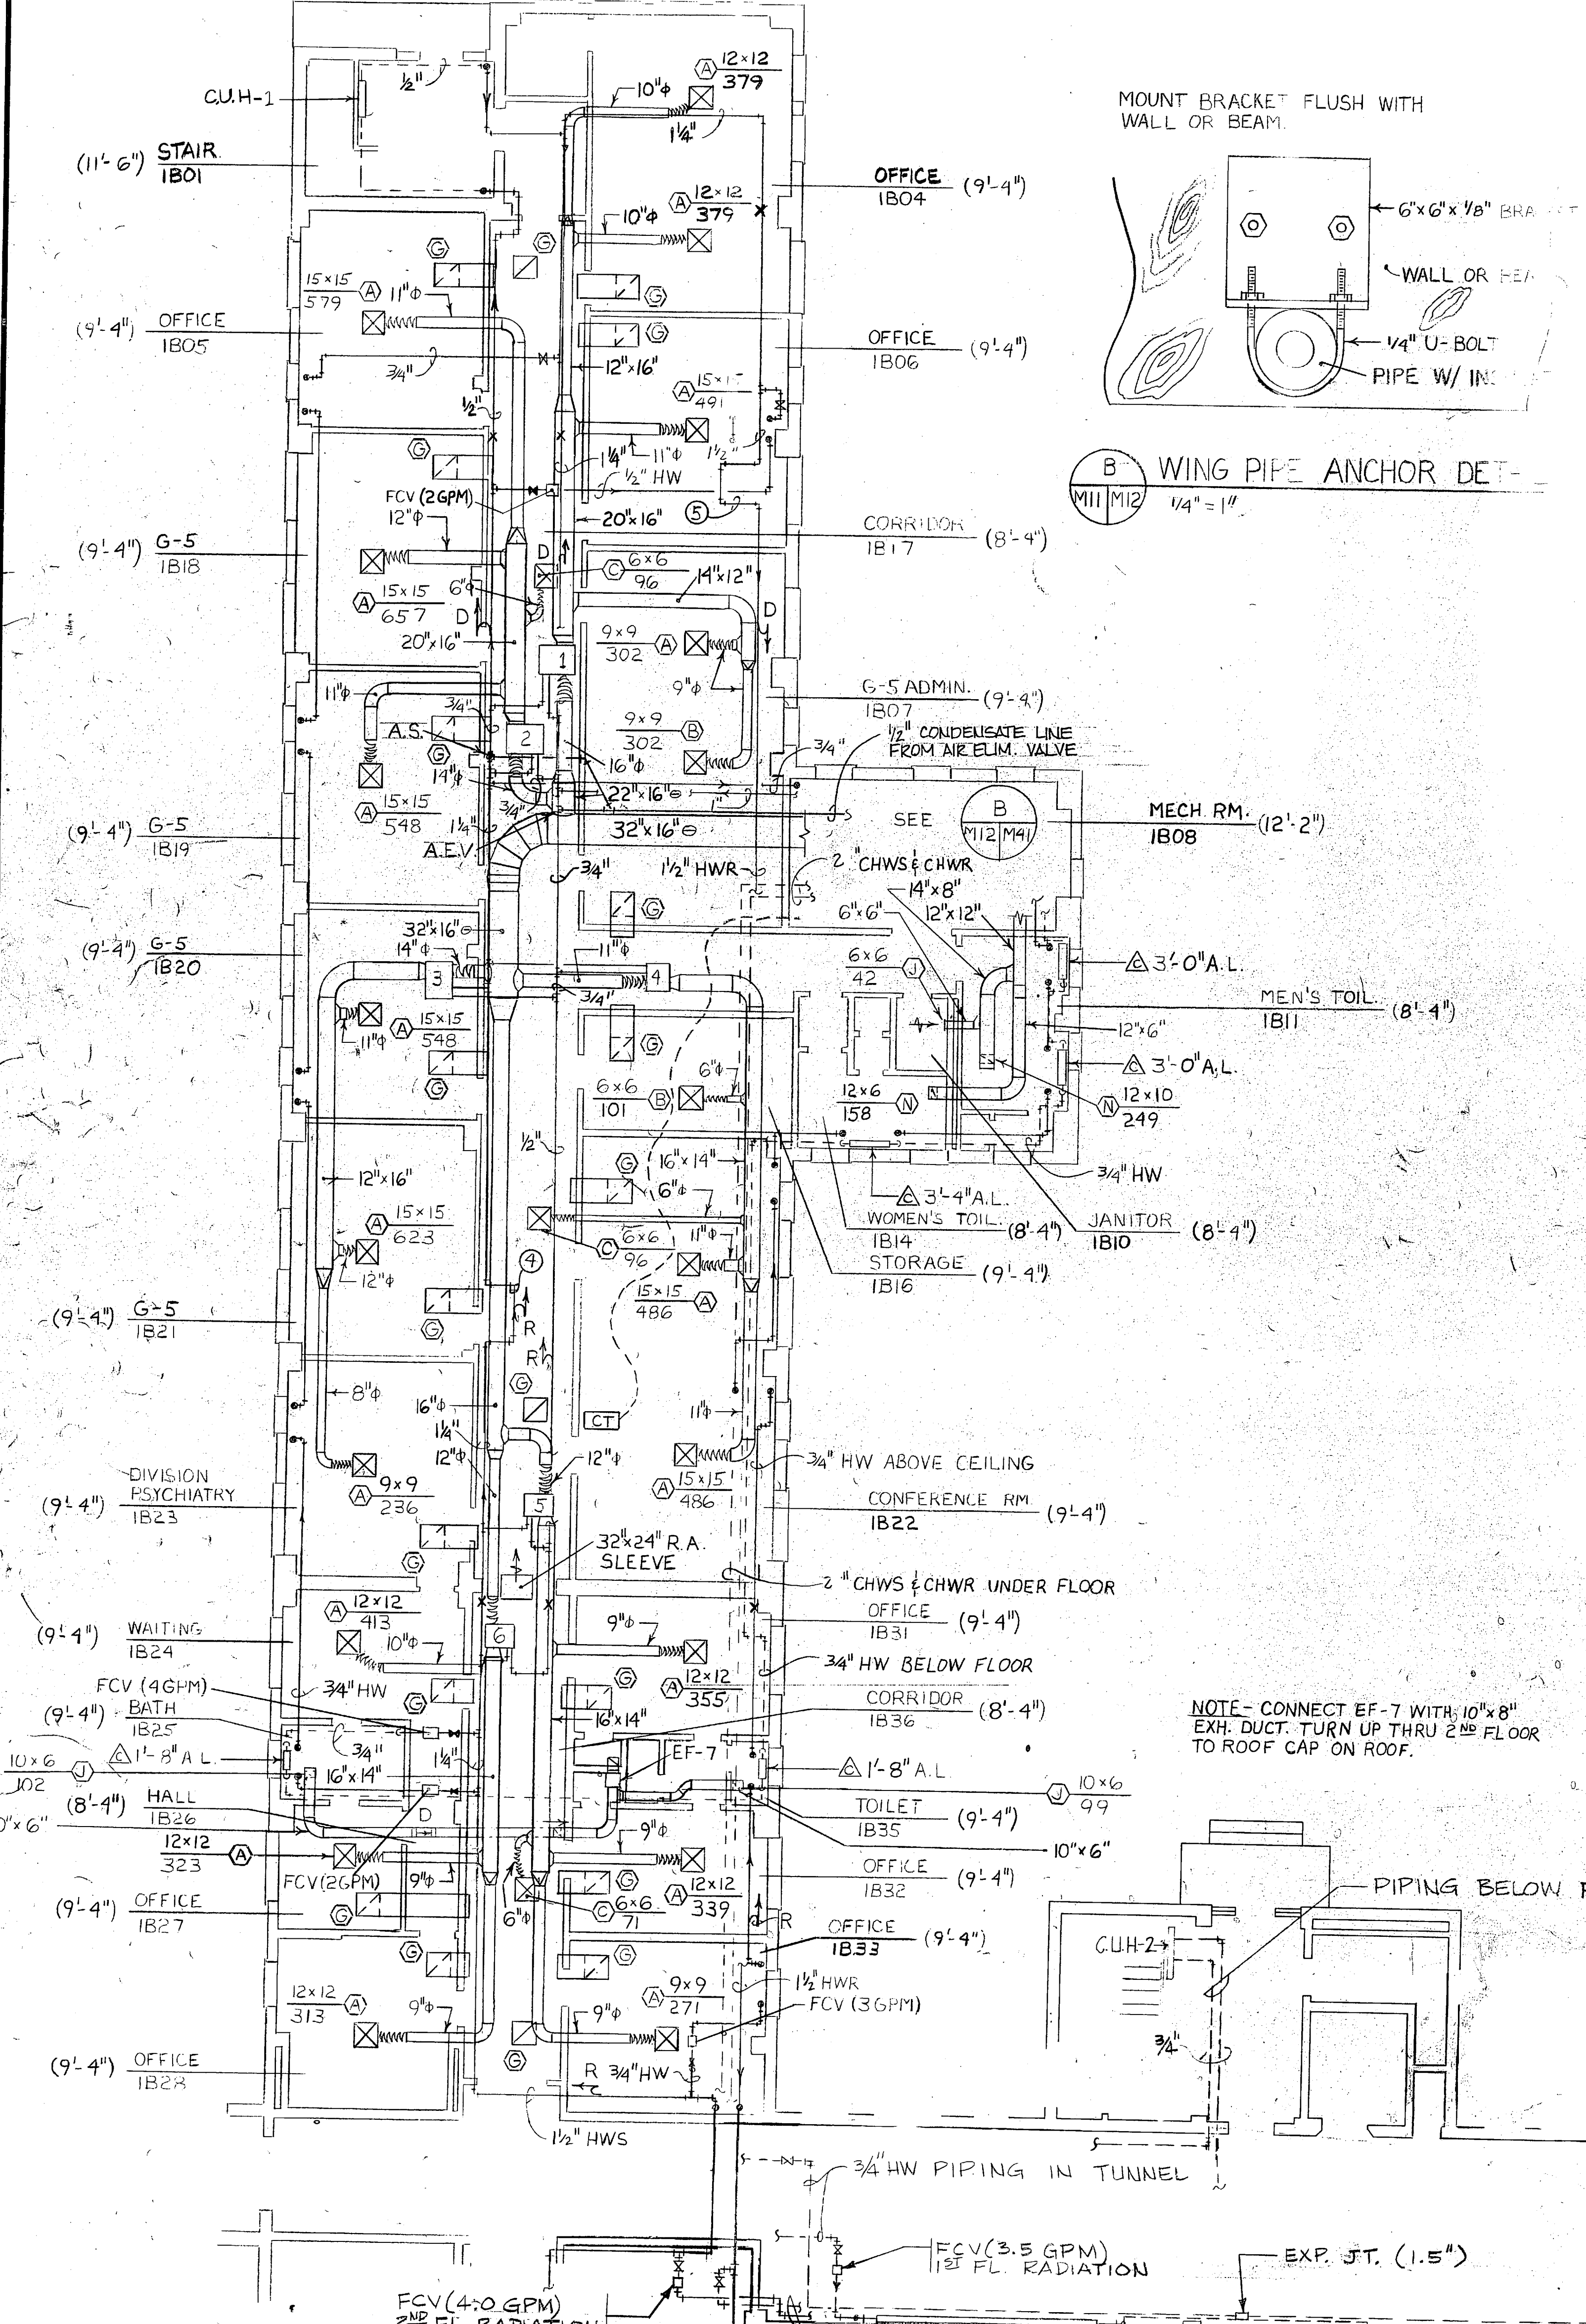 C.U.H-1
1/2"
10"φ
A 12×12
379
1 1/4"
MOUNT BRACKET FLUSH WITH
WALL OR BEAM.
(11'-6") STAIR
1B01
OFFICE (9'-4")
1B04
A 12×12
379
10"φ
6"×6"×1/8"
WALL OR
1/4" U-BOLT
PIPE W/
G
G
15×15 A
579
11"φ
G
(9'-4") OFFICE
1B05
G
OFFICE (9'-4")
1B06
3/4"
12"×16"
1/2"
A
491
G
1 1/4"
11"φ
1 1/2"
1/2" HW
B
M11 M12
WING PIPE ANCHOR
1/4" = 1"
FCV (2GPM)
12"φ
20"×16"
5
(9'-4") G-5
1B18
CORRIDOR (8'-4")
1B17
D
C 6×6
96
14"×12"
A 15×15
657
6"φ
D
D
20"×16"
9×9 A
302
1
11"φ
3/4"
9"φ
G-5 ADMIN. (9'-4")
1B07
A.S.
2
9×9 B
302
1/2" CONDENSATE LINE
FROM AIR ELIM. VALVE
G
14"φ
16"φ
3/4"
22"×16"⊖
1"
A 15×15
548
3/4"
1 1/4"
32"×16"⊖
SEE
B
M12 M41
MECH. RM. (12'-2")
1B08
(9'-4") G-5
1B19
A.E.V.
3/4"
1 1/2" HWR
2" CHWS & CHWR
14"×8"
G
6"×6"
12"×12"
32"×16"⊖
14"φ
11"φ
(9'-4") G-5
1B20
6×6 J
42
C 3'-0" A.L.
3
4
3/4"
MEN'S TOIL. (8'-4")
1B11
A 15×15
548
11"φ
G
12"×6"
G
C 3'-0" A.L.
6"φ
6×6 B
101
12×6 N
158
N 12×10
249
1/2"
G
16"×14"
3/4" HW
12"×16"
6"φ
C 3'-4" A.L.
A 15×15
623
C 6×6
96
11"φ
WOMEN'S TOIL. (8'-4")
1B14
JANITOR (8'-4")
1B10
12"φ
4
STORAGE (9'-4")
1B16
15×15 A
486
(9'-4") G-5
1B21
G
R
R
G
8"φ
16"φ
CT
11"φ
1 1/4"
12"φ
12"φ
3/4" HW ABOVE CEILING
DIVISION
(9'-4") PSYCHIATRY
1B23
A 9×9
236
A 15×15
486
CONFERENCE RM. (9'-4")
1B22
5
G
32"×24" R.A.
SLEEVE
2" CHWS & CHWR UNDER FLOOR
A 12×12
413
OFFICE (9'-4")
1B31
(9'-4") WAITING
1B24
10"φ
6
9"φ
3/4" HW BELOW FLOOR
FCV (4GPM)
3/4" HW
G
G
A 12×12
355
(9'-4") BATH
1B25
16"×14"
CORRIDOR (8'-4")
1B36
NOTE- CONNECT EF-7 WITH 10"×8"
EXH. DUCT. TURN UP THRU 2ND FLOOR
TO ROOF CAP ON ROOF.
10×6 J
102
C 1'-8" A.L.
3/4"
1 1/4"
EF-7
C 1'-8" A.L.
16"×14"
J 10×6
99
(8'-4") HALL
1B26
D
TOILET (9'-4")
1B35
10"×6"
12×12 A
323
9"φ
OFFICE (9'-4")
1B32
FCV(2GPM)
9"φ
G
A 12×12
339
PIPING BELOW
(9'-4") OFFICE
1B27
G
6"φ
C 6×6
71
R
OFFICE (9'-4")
1B33
C.U.H-2
G
G
12×12 A
313
9"φ
9"φ
A 9×9
271
1 1/2" HWR
FCV (3GPM)
3/4"
(9'-4") OFFICE
1B28
G
R 3/4" HW
1 1/2" HWS
3/4" HW PIPING IN TUNNEL
FCV(3.5 GPM)
1ST FL. RADIATION
EXP. JT. (1.5")
FCV(4.0 GPM)
2ND FL. RADIATION